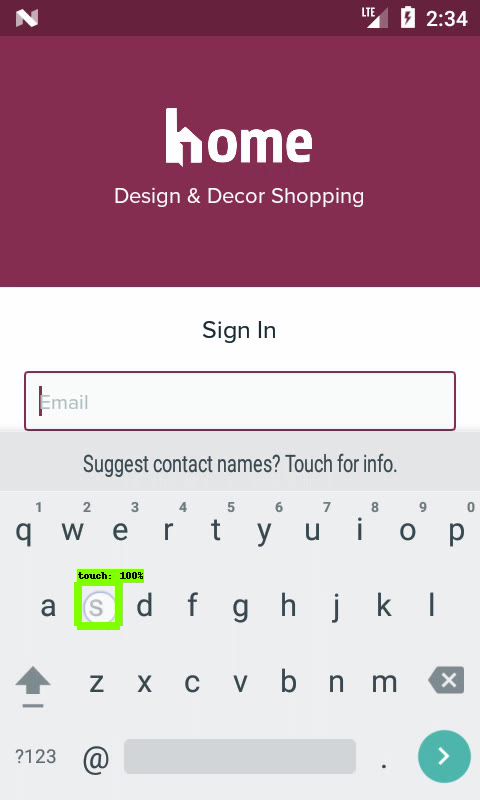 LTE 2:34
home
Design & Decor Shopping
Sign In
Email
Suggest contact names? Touch for info.
1 2 3 4 5 6 7 8 9 0
q w e r t y u i o p
touch: 100%
a s d f g h j k l
z x c v b n m
?123 @ .